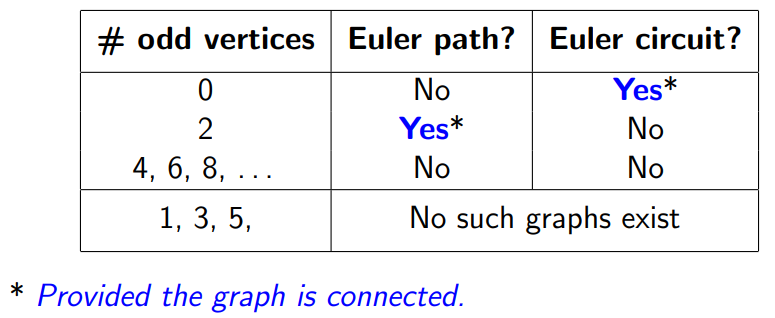 # odd vertices Euler path? Euler circuit?
0 No Yes*
2 Yes* No
4, 6, 8, ... No No
1, 3, 5, No such graphs exist
* Provided the graph is connected.